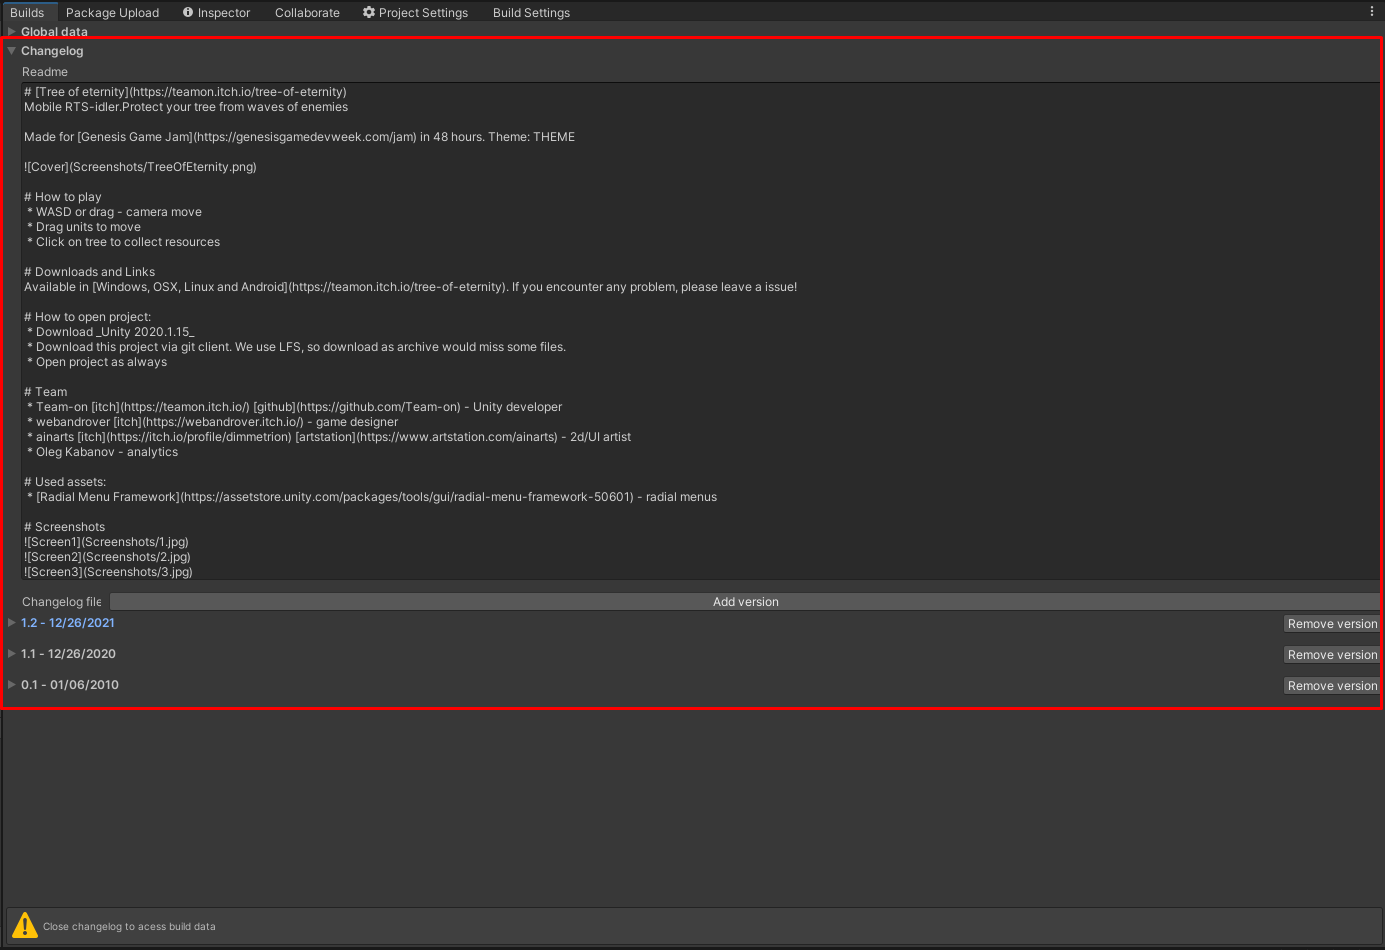 Builds Package Upload Inspector Collaborate Project Settings Build Settings
Global data
Changelog
Readme
# [Tree of eternity](https://teamon.itch.io/tree-of-eternity)
Mobile RTS-idler.Protect your tree from waves of enemies
Made for [Genesis Game Jam](https://genesisgamedevweek.com/jam) in 48 hours. Theme: THEME
![Cover](Screenshots/TreeOfEternity.png)
# How to play
* WASD or drag - camera move
* Drag units to move
* Click on tree to collect resources
# Downloads and Links
Available in [Windows, OSX, Linux and Android](https://teamon.itch.io/tree-of-eternity). If you encounter any problem, please leave a issue!
# How to open project:
* Download _Unity 2020.1.15_
* Download this project via git client. We use LFS, so download as archive would miss some files.
* Open project as always
# Team
* Team-on [itch](https://teamon.itch.io/) [github](https://github.com/Team-on) - Unity developer
* webandrover [itch](https://webandrover.itch.io/) - game designer
* ainarts [itch](https://itch.io/profile/dimmetrion) [artstation](https://www.artstation.com/ainarts) - 2d/UI artist
* Oleg Kabanov - analytics
# Used assets:
* [Radial Menu Framework](https://assetstore.unity.com/packages/tools/gui/radial-menu-framework-50601) - radial menus
# Screenshots
![Screen1](Screenshots/1.jpg)
![Screen2](Screenshots/2.jpg)
![Screen3](Screenshots/3.jpg)
Changelog file Add version
1.2 - 12/26/2021 Remove version
1.1 - 12/26/2020 Remove version
0.1 - 01/06/2010 Remove version
Close changelog to acess build data